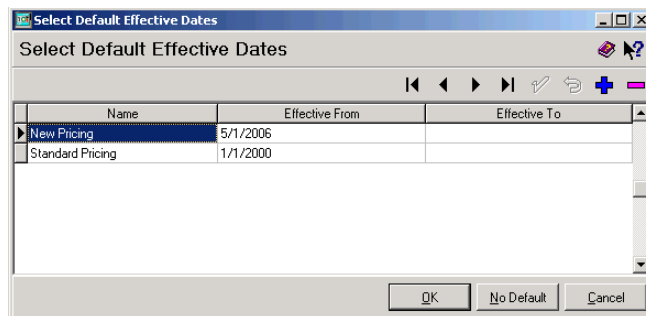 Select Default Effective Dates
Select Default Effective Dates
Name Effective From Effective To
New Pricing 5/1/2006
Standard Pricing 1/1/2000
OK No Default Cancel